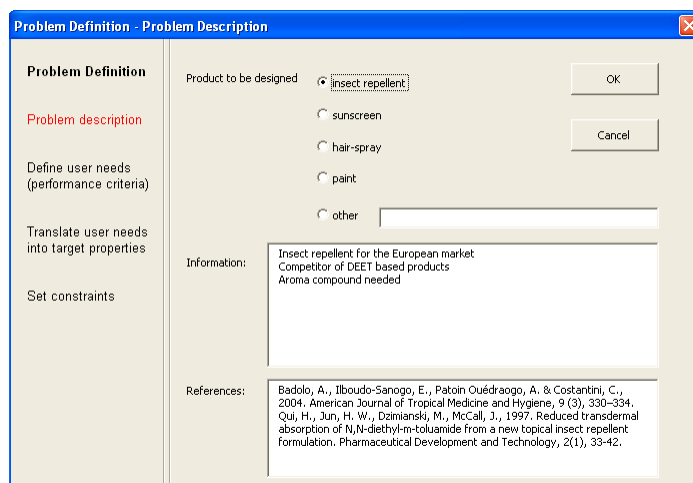 Problem Definition - Problem Description
Problem Definition
Problem description
Define user needs
(performance criteria)
Translate user needs
into target properties
Set constraints
Product to be designed
insect repellent
sunscreen
hair-spray
paint
other
OK
Cancel
Information:
Insect repellent for the European market
Competitor of DEET based products
Aroma compound needed
References:
Badolo, A., Ilboudo-Sanogo, E., Patoin Ouédraogo, A. & Costantini, C.,
2004. American Journal of Tropical Medicine and Hygiene, 9 (3), 330–334.
Qui, H., Jun, H. W., Dzimianski, M., McCall, J., 1997. Reduced transdermal
absorption of N,N-diethyl-m-toluamide from a new topical insect repellent
formulation. Pharmaceutical Development and Technology, 2(1), 33-42.